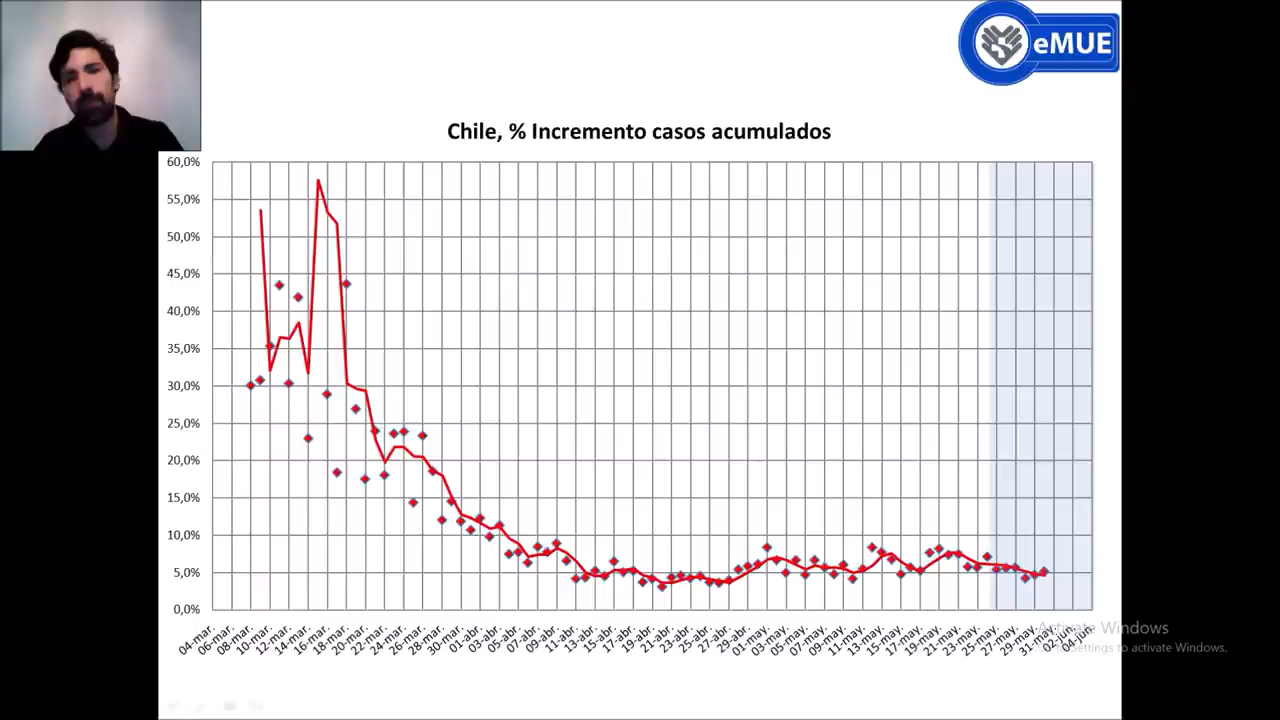 eMUE
Chile, % Incremento casos acumulados
60,0%
55,0%
50,0%
45,0%
40,0%
35,0%
30,0%
25,0%
20,0%
15,0%
10,0%
5,0%
0,0%
04-mar.
06-mar.
08-mar.
10-mar.
12-mar.
14-mar.
16-mar.
18-mar.
20-mar.
22-mar.
24-mar.
26-mar.
28-mar.
30-mar.
01-abr.
03-abr.
05-abr.
07-abr.
09-abr.
11-abr.
13-abr.
15-abr.
17-abr.
19-abr.
21-abr.
23-abr.
25-abr.
27-abr.
29-abr.
01-may.
03-may.
05-may.
07-may.
09-may.
11-may.
13-may.
15-may.
17-may.
19-may.
21-may.
23-may.
25-may.
27-may.
29-may.
31-may.
02-jun.
04-jun.
Activate Windows
Go to Settings to activate Windows.